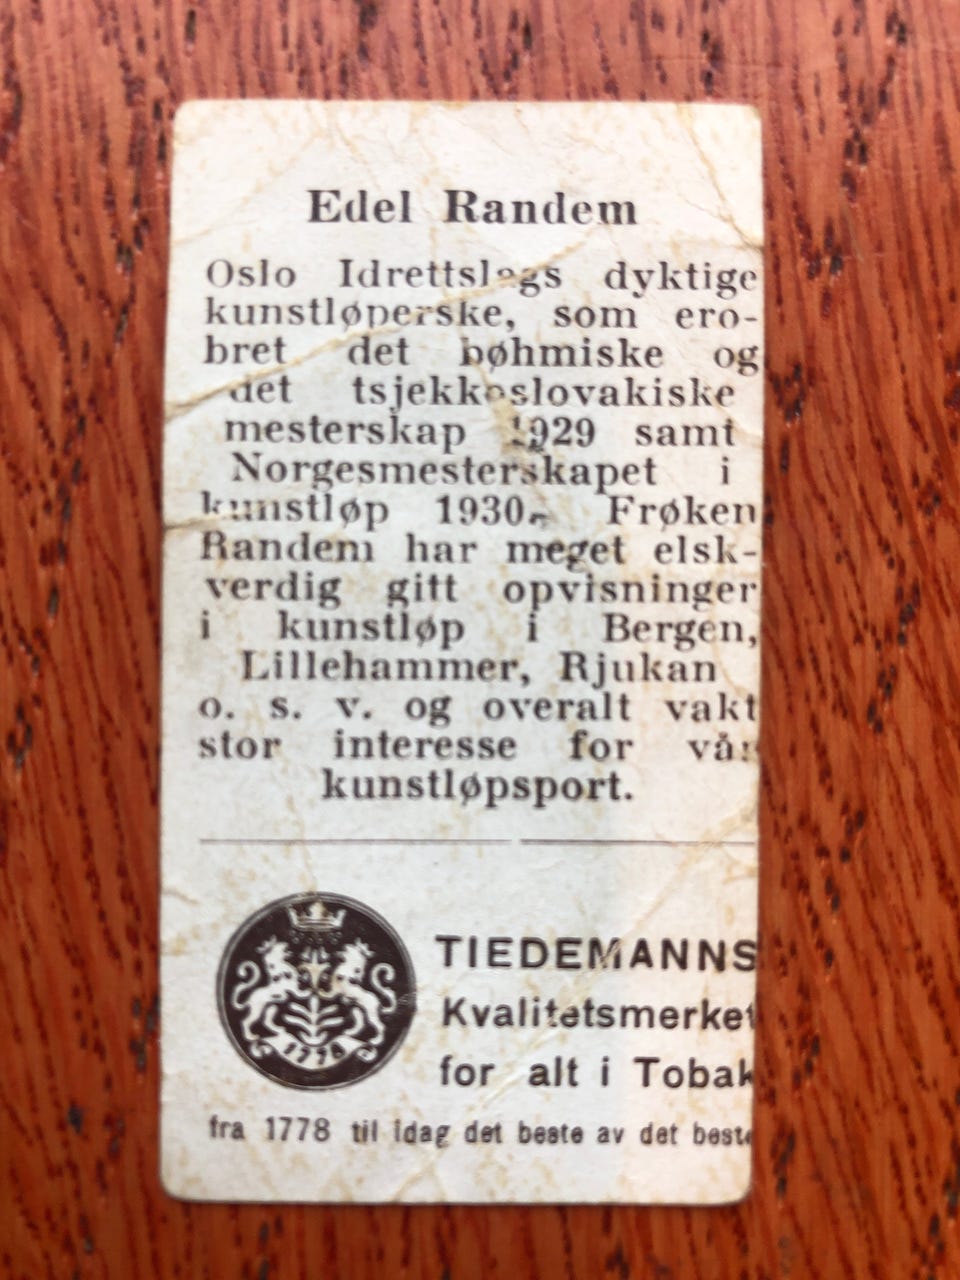 Edel Randem
Oslo Idrettslags dyktige
kunstløperske, som ero-
bret det bøhmiske og
det tsjekkoslovakiske
mesterskap 1929 samt
Norgesmesterskapet i
kunstløp 1930. Frøken
Randem har meget elsk-
verdig gitt opvisninger
i kunstløp i Bergen,
Lillehammer, Rjukan
o. s. v. og overalt vakt
stor interesse for vår
kunstløpsport.
1778
TIEDEMANNS
Kvalitetsmerket
for alt i Tobak
fra 1778 til idag det beste av det beste